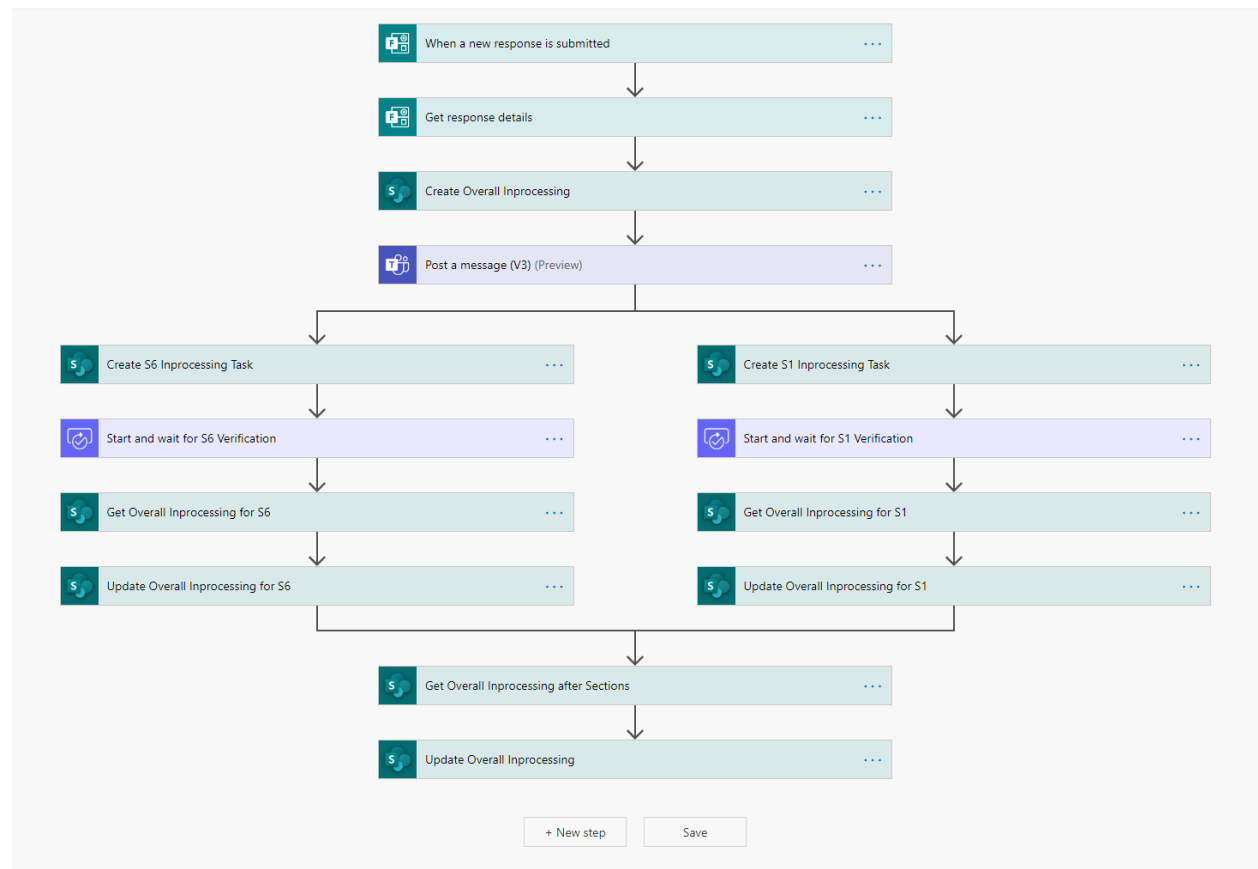 When a new response is submitted
Get response details
Create Overall Inprocessing
Post a message (V3) (Preview)
Create S6 Inprocessing Task
Create S1 Inprocessing Task
Start and wait for S6 Verification
Start and wait for S1 Verification
Get Overall Inprocessing for S6
Get Overall Inprocessing for S1
Update Overall Inprocessing for S6
Update Overall Inprocessing for S1
Get Overall Inprocessing after Sections
Update Overall Inprocessing
+ New step
Save